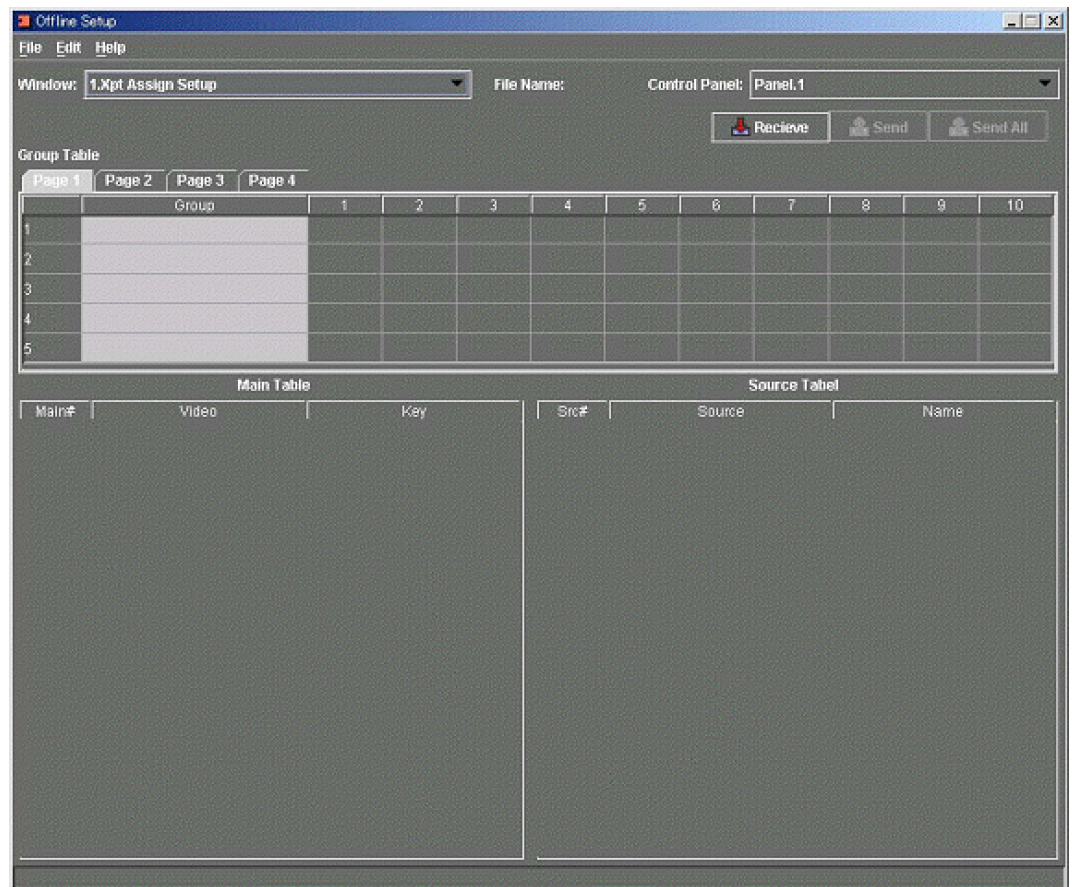 Offline Setup
File Edit Help
Window: 1.Xpt Assign Setup File Name: Control Panel: Panel.1
Recieve Send Send All
Group Table
Page 1 Page 2 Page 3 Page 4
Group 1 2 3 4 5 6 7 8 9 10
1
2
3
4
5
Main Table Source Tabel
Main# Video Key Src# Source Name